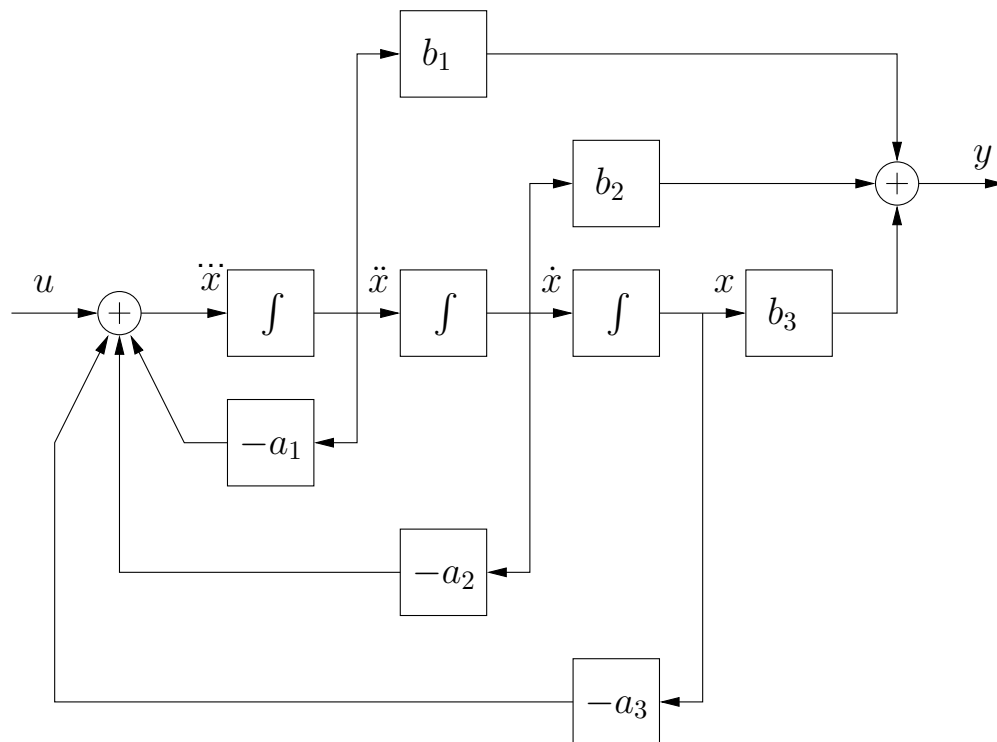 b₁
b₂
y
u
x⃛
∫
ẍ
∫
ẋ
∫
x
b₃
+
+
−a₁
−a₂
−a₃